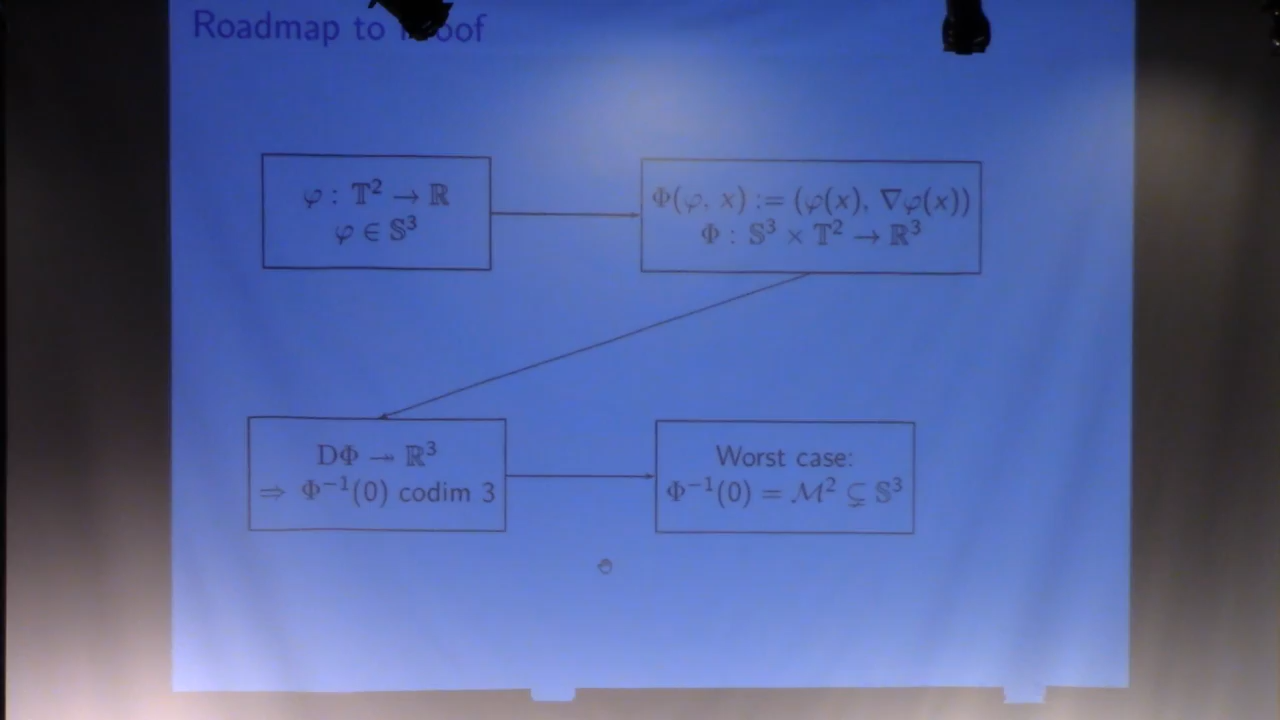 Roadmap to Proof
φ : 𝕋² → ℝ
φ ∈ 𝕊³
Φ(φ, x) := (φ(x), ∇φ(x))
Φ : 𝕊³ × 𝕋² → ℝ³
DΦ ↠ ℝ³
⇒ Φ⁻¹(0) codim 3
Worst case:
Φ⁻¹(0) = ℳ² ⊊ 𝕊³